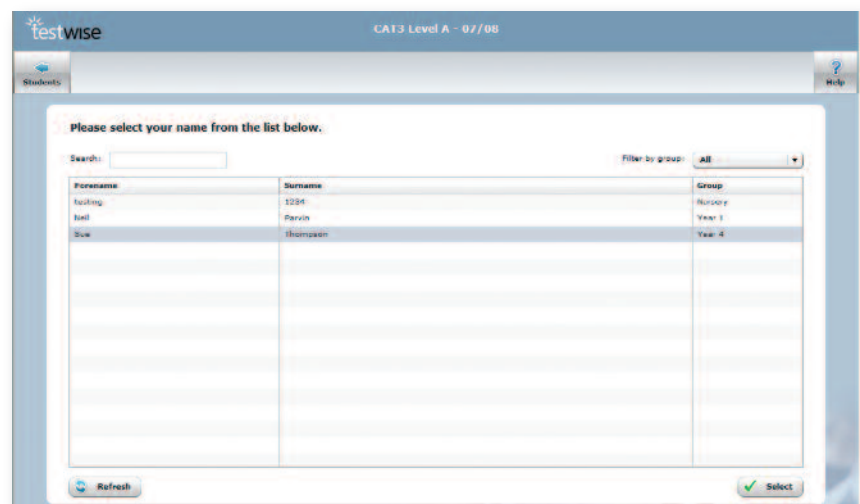 testwise
CAT3 Level A - 07/08
Students
Help
Please select your name from the list below.
Search:
Filter by group: All
Forename Surname Group
testing 1234 Nursery
Neil Parvin Year 1
Sue Thompson Year 4
Refresh
Select